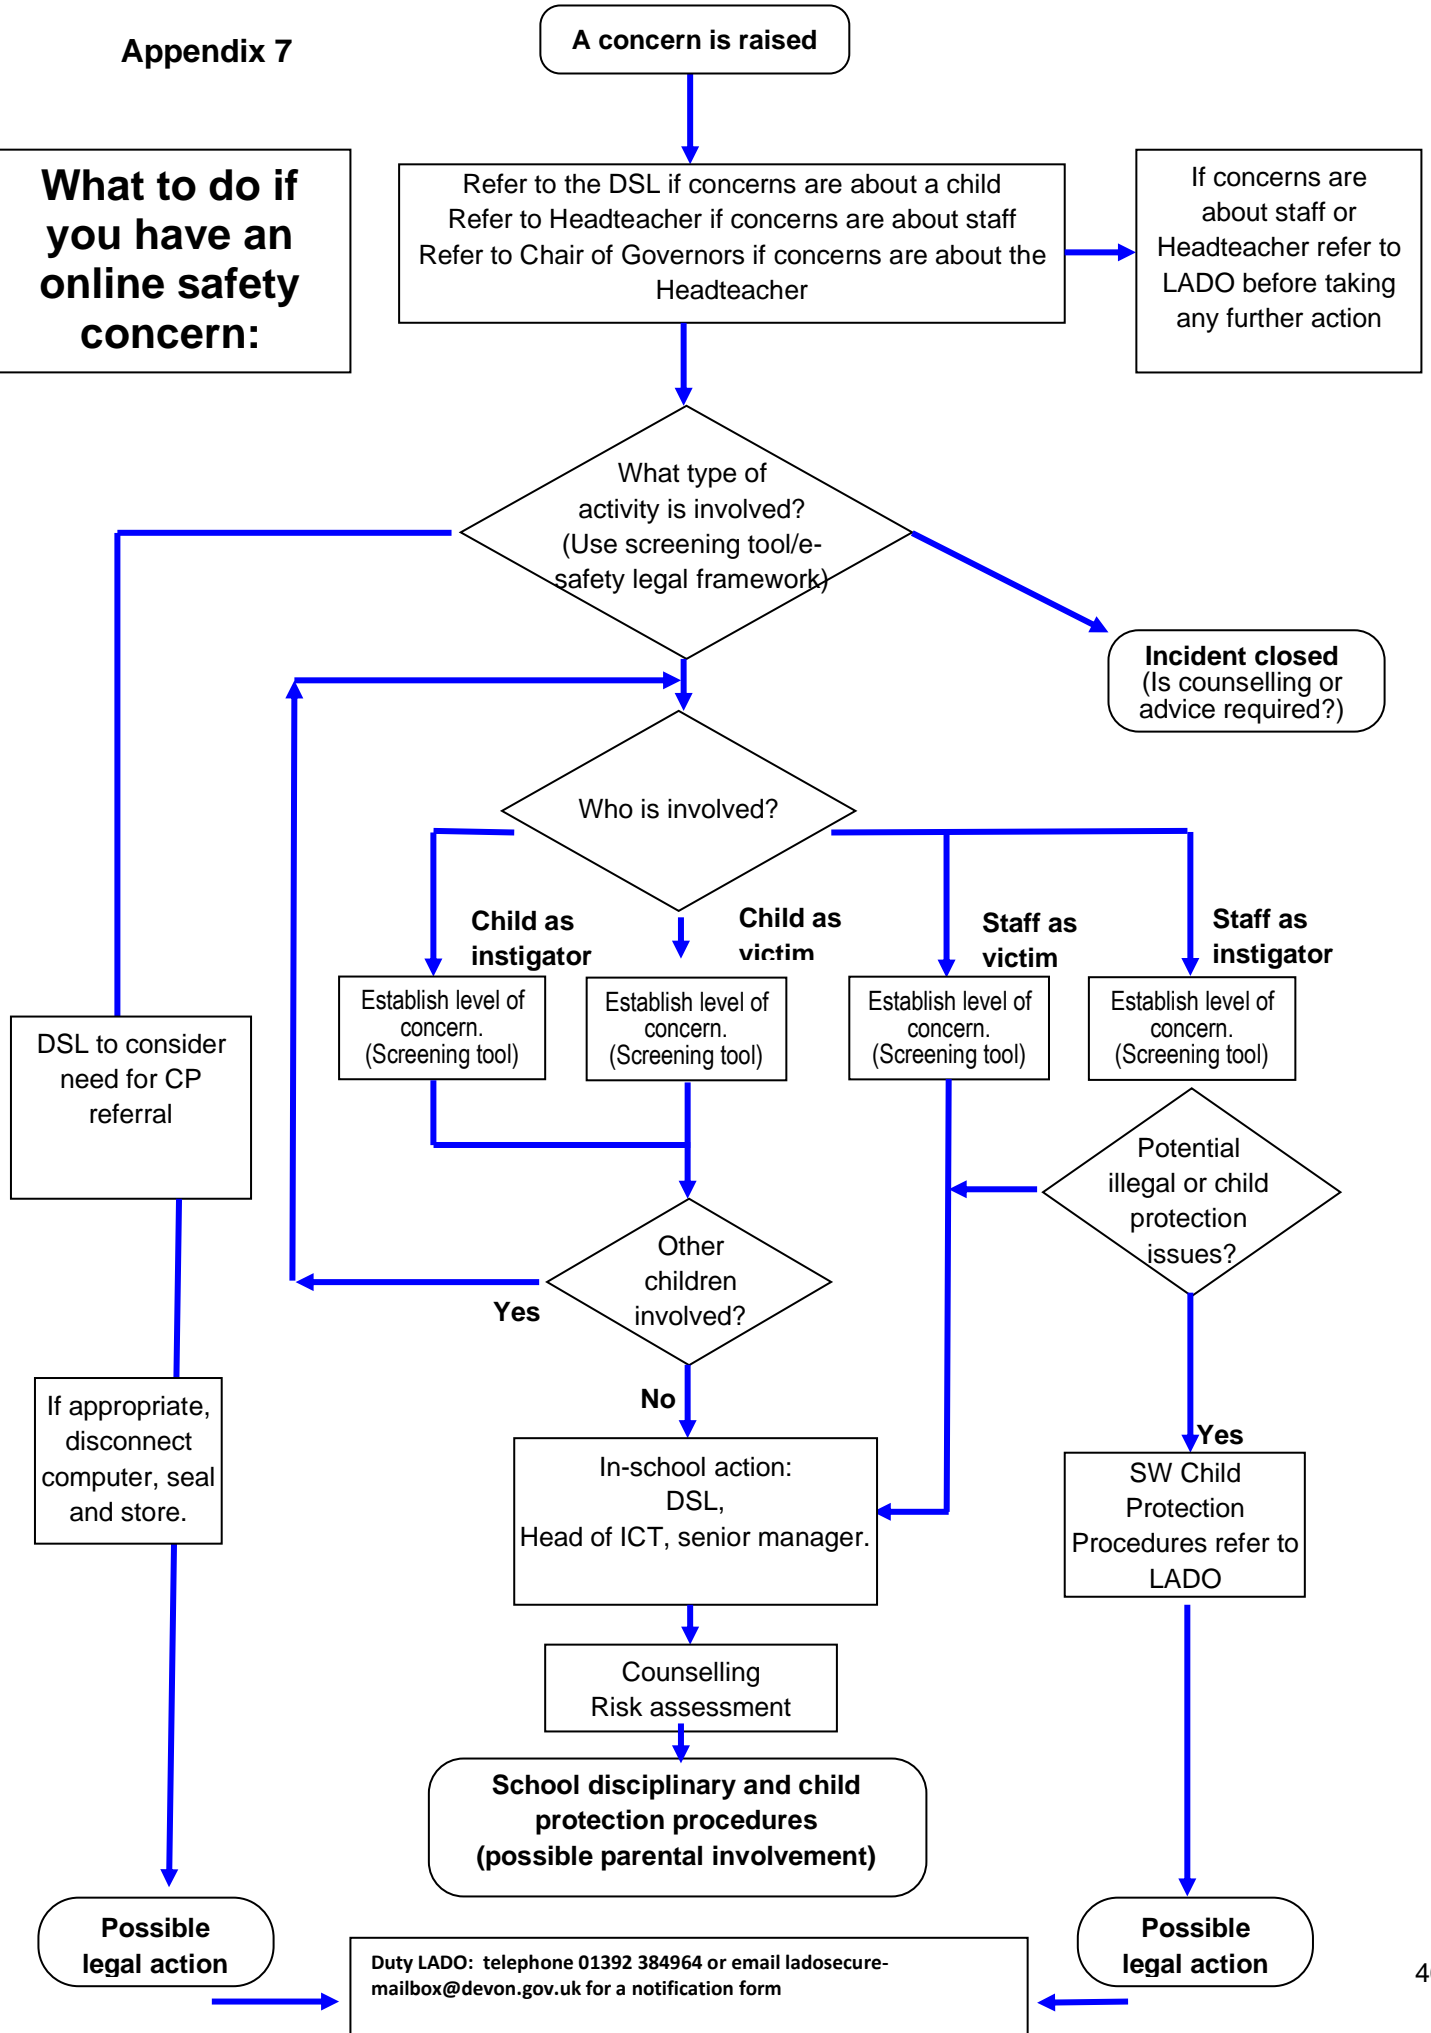 Appendix 7
A concern is raised
What to do if
you have an
online safety
concern:
Refer to the DSL if concerns are about a child
Refer to Headteacher if concerns are about staff
Refer to Chair of Governors if concerns are about the
Headteacher
If concerns are
about staff or
Headteacher refer to
LADO before taking
any further action
What type of
activity is involved?
(Use screening tool/e-
safety legal framework)
Incident closed
(Is counselling or
advice required?)
Who is involved?
Child as
instigator
Child as
victim
Staff as
victim
Staff as
instigator
Establish level of
concern.
(Screening tool)
Establish level of
concern.
(Screening tool)
Establish level of
concern.
(Screening tool)
Establish level of
concern.
(Screening tool)
DSL to consider
need for CP
referral
Potential
illegal or child
protection
issues?
Other
children
involved?
Yes
No
Yes
If appropriate,
disconnect
computer, seal
and store.
In-school action:
DSL,
Head of ICT, senior manager.
SW Child
Protection
Procedures refer to
LADO
Counselling
Risk assessment
School disciplinary and child
protection procedures
(possible parental involvement)
Possible
legal action
Possible
legal action
Duty LADO: telephone 01392 384964 or email ladosecure-
mailbox@devon.gov.uk for a notification form